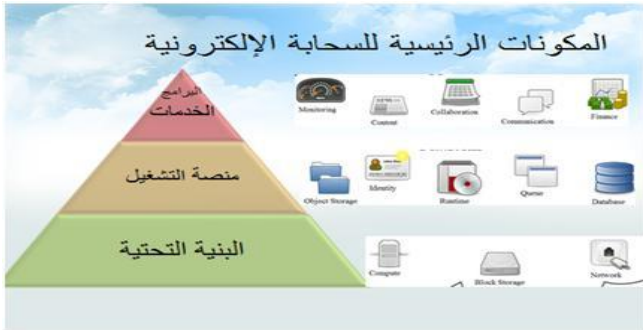 المكونات الرئيسية للسحابة الإلكترونية
البرامج
الخدمات
Monitoring
Content
Collaboration
Communication
Finance
منصة التشغيل
Object Storage
Identity
Runtime
Queue
Database
البنية التحتية
Compute
Block Storage
Network